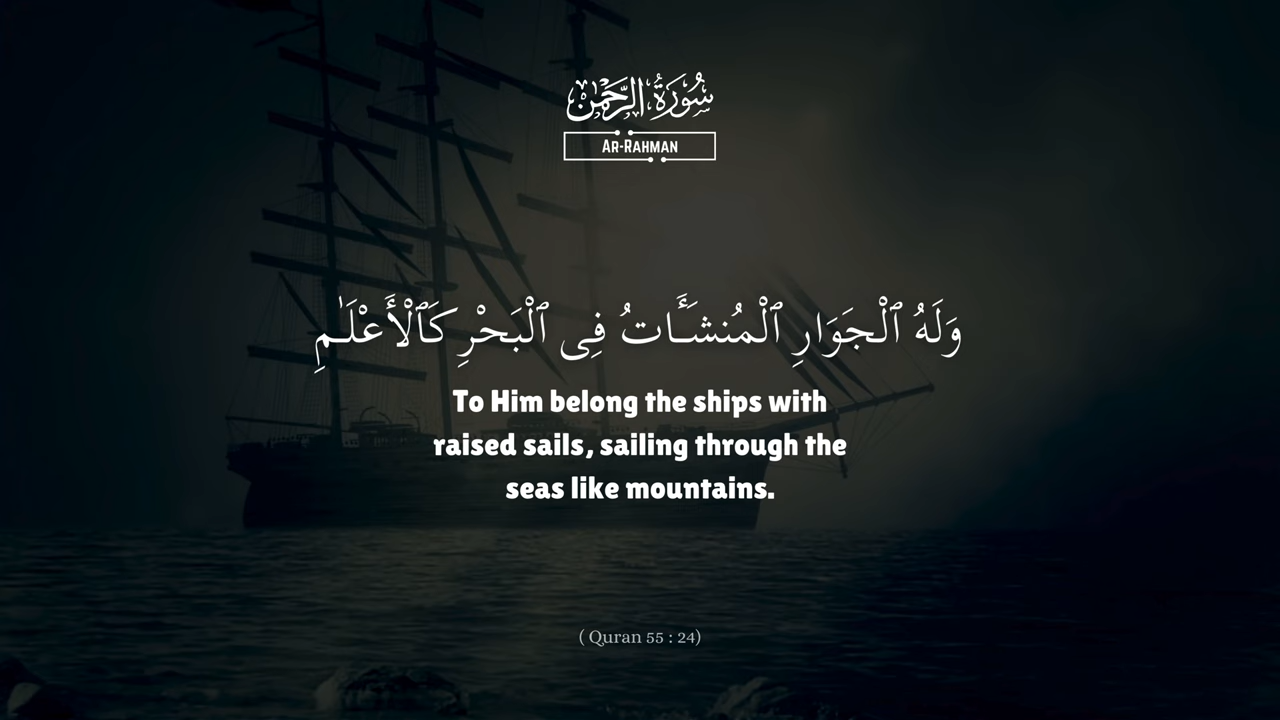 سُورَةُ الرَّحْمٰن
Ar-Rahman
وَلَهُ ٱلْجَوَارِ ٱلْمُنشَـَٔاتُ فِى ٱلْبَحْرِ كَٱلْأَعْلَـٰمِ
To Him belong the ships with
raised sails, sailing through the
seas like mountains.
( Quran 55 : 24)